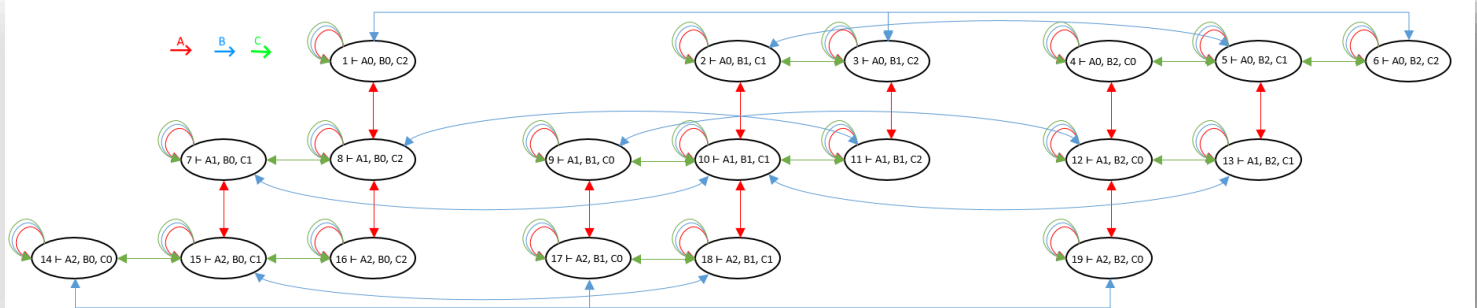 A B C
1 ⊢ A0, B0, C2
2 ⊢ A0, B1, C1
3 ⊢ A0, B1, C2
4 ⊢ A0, B2, C0
5 ⊢ A0, B2, C1
6 ⊢ A0, B2, C2
7 ⊢ A1, B0, C1
8 ⊢ A1, B0, C2
9 ⊢ A1, B1, C0
10 ⊢ A1, B1, C1
11 ⊢ A1, B1, C2
12 ⊢ A1, B2, C0
13 ⊢ A1, B2, C1
14 ⊢ A2, B0, C0
15 ⊢ A2, B0, C1
16 ⊢ A2, B0, C2
17 ⊢ A2, B1, C0
18 ⊢ A2, B1, C1
19 ⊢ A2, B2, C0